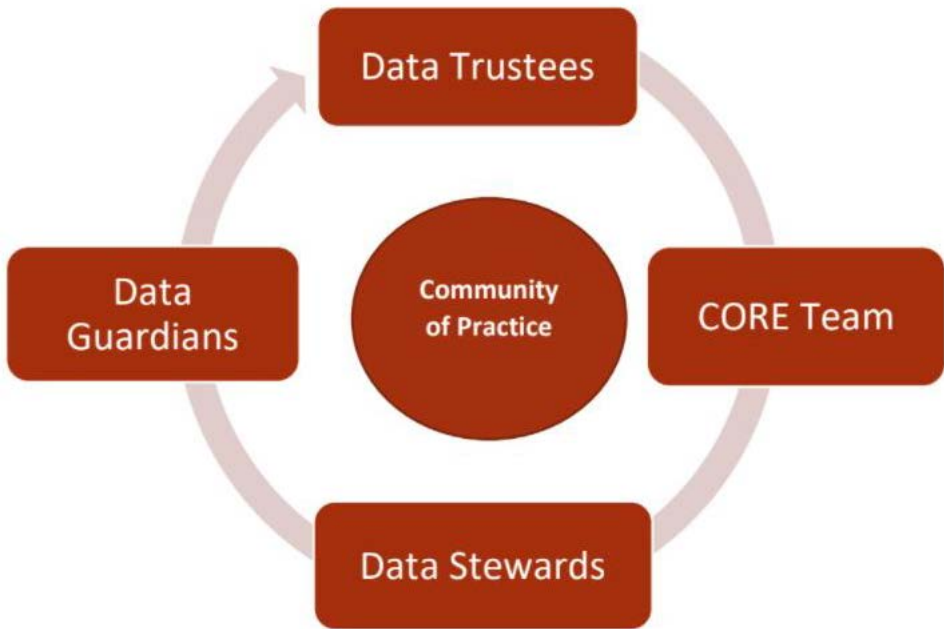 Data Trustees
Data
Guardians
Community
of Practice
CORE Team
Data Stewards